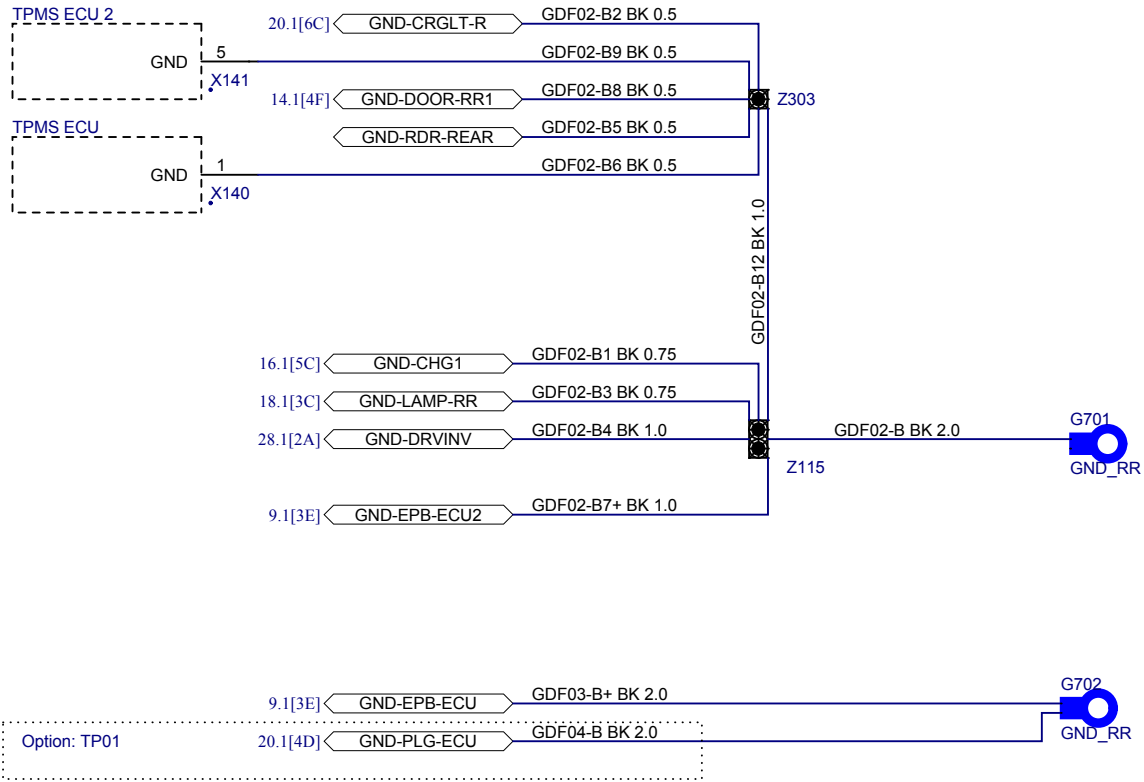 TPMS ECU 2
20.1[6C] GND-CRGLT-R GDF02-B2 BK 0.5
GND 5 GDF02-B9 BK 0.5
X141
14.1[4F] GND-DOOR-RR1 GDF02-B8 BK 0.5 Z303
TPMS ECU
GND-RDR-REAR GDF02-B5 BK 0.5
GND 1 GDF02-B6 BK 0.5
X140
GDF02-B12 BK 1.0
16.1[5C] GND-CHG1 GDF02-B1 BK 0.75
18.1[3C] GND-LAMP-RR GDF02-B3 BK 0.75
G701
28.1[2A] GND-DRVINV GDF02-B4 BK 1.0 GDF02-B BK 2.0
Z115 GND_RR
9.1[3E] GND-EPB-ECU2 GDF02-B7+ BK 1.0
G702
9.1[3E] GND-EPB-ECU GDF03-B+ BK 2.0
GND_RR
Option: TP01 20.1[4D] GND-PLG-ECU GDF04-B BK 2.0